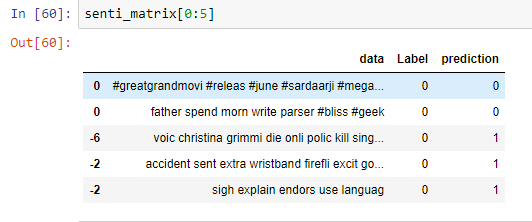 In [60]: senti_matrix[0:5]
Out[60]:
data Label prediction
0 #greatgrandmovi #releas #june #sardaarji #mega... 0 0
0 father spend morn write parser #bliss #geek 0 0
-6 voic christina grimmi die onli polic kill sing... 0 1
-2 accident sent extra wristband firefli excit go... 0 1
-2 sigh explain endors use languag 0 1